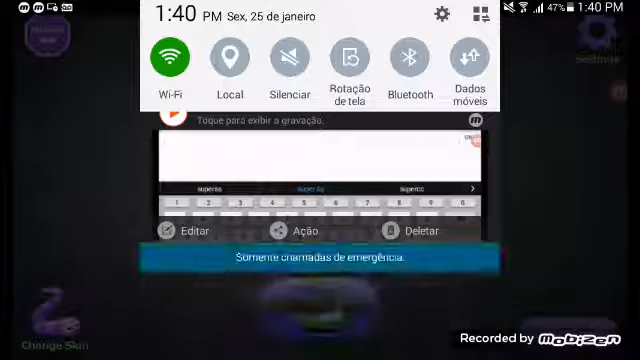 47% 1:40 PM
1:40 PM Sex, 25 de janeiro
Wi-Fi
Local
Silenciar
Rotação de tela
Bluetooth
Dados móveis
Settings
Toque para exibir a gravação.
superas
supercc
1 2 3 4 5 6 7 8 9 0
Editar
Ação
Deletar
Somente chamadas de emergência.
Change Skin
Recorded by Mobizen